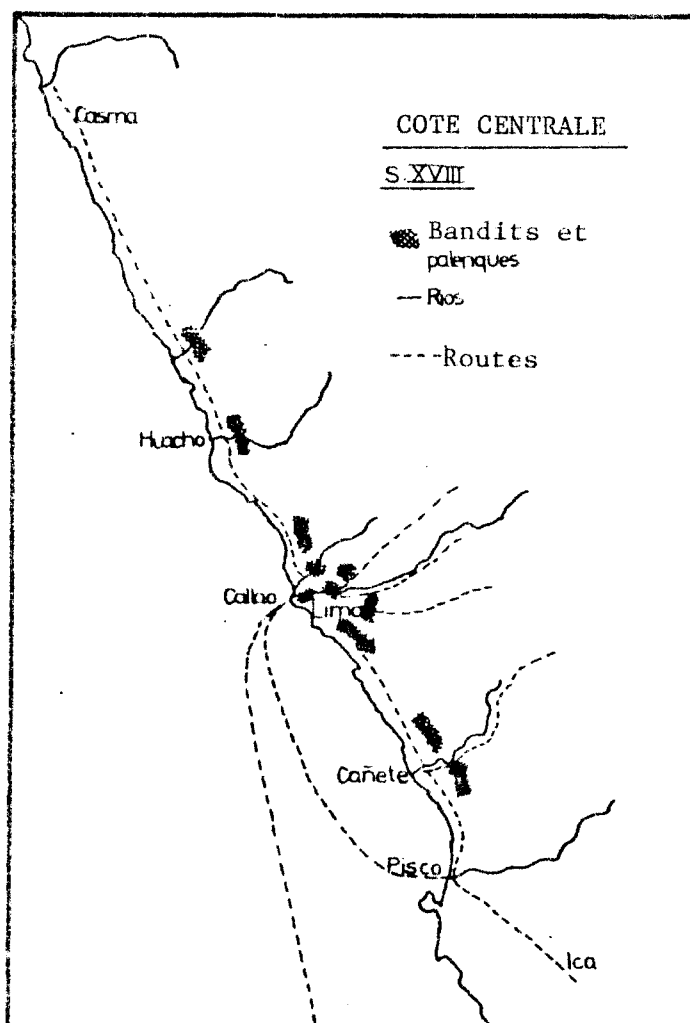 COTE CENTRALE
S.XVIII
Bandits et
palenques
Rios
Routes
Casma
Huacho
Callao
Lima
Cañete
Pisco
Ica